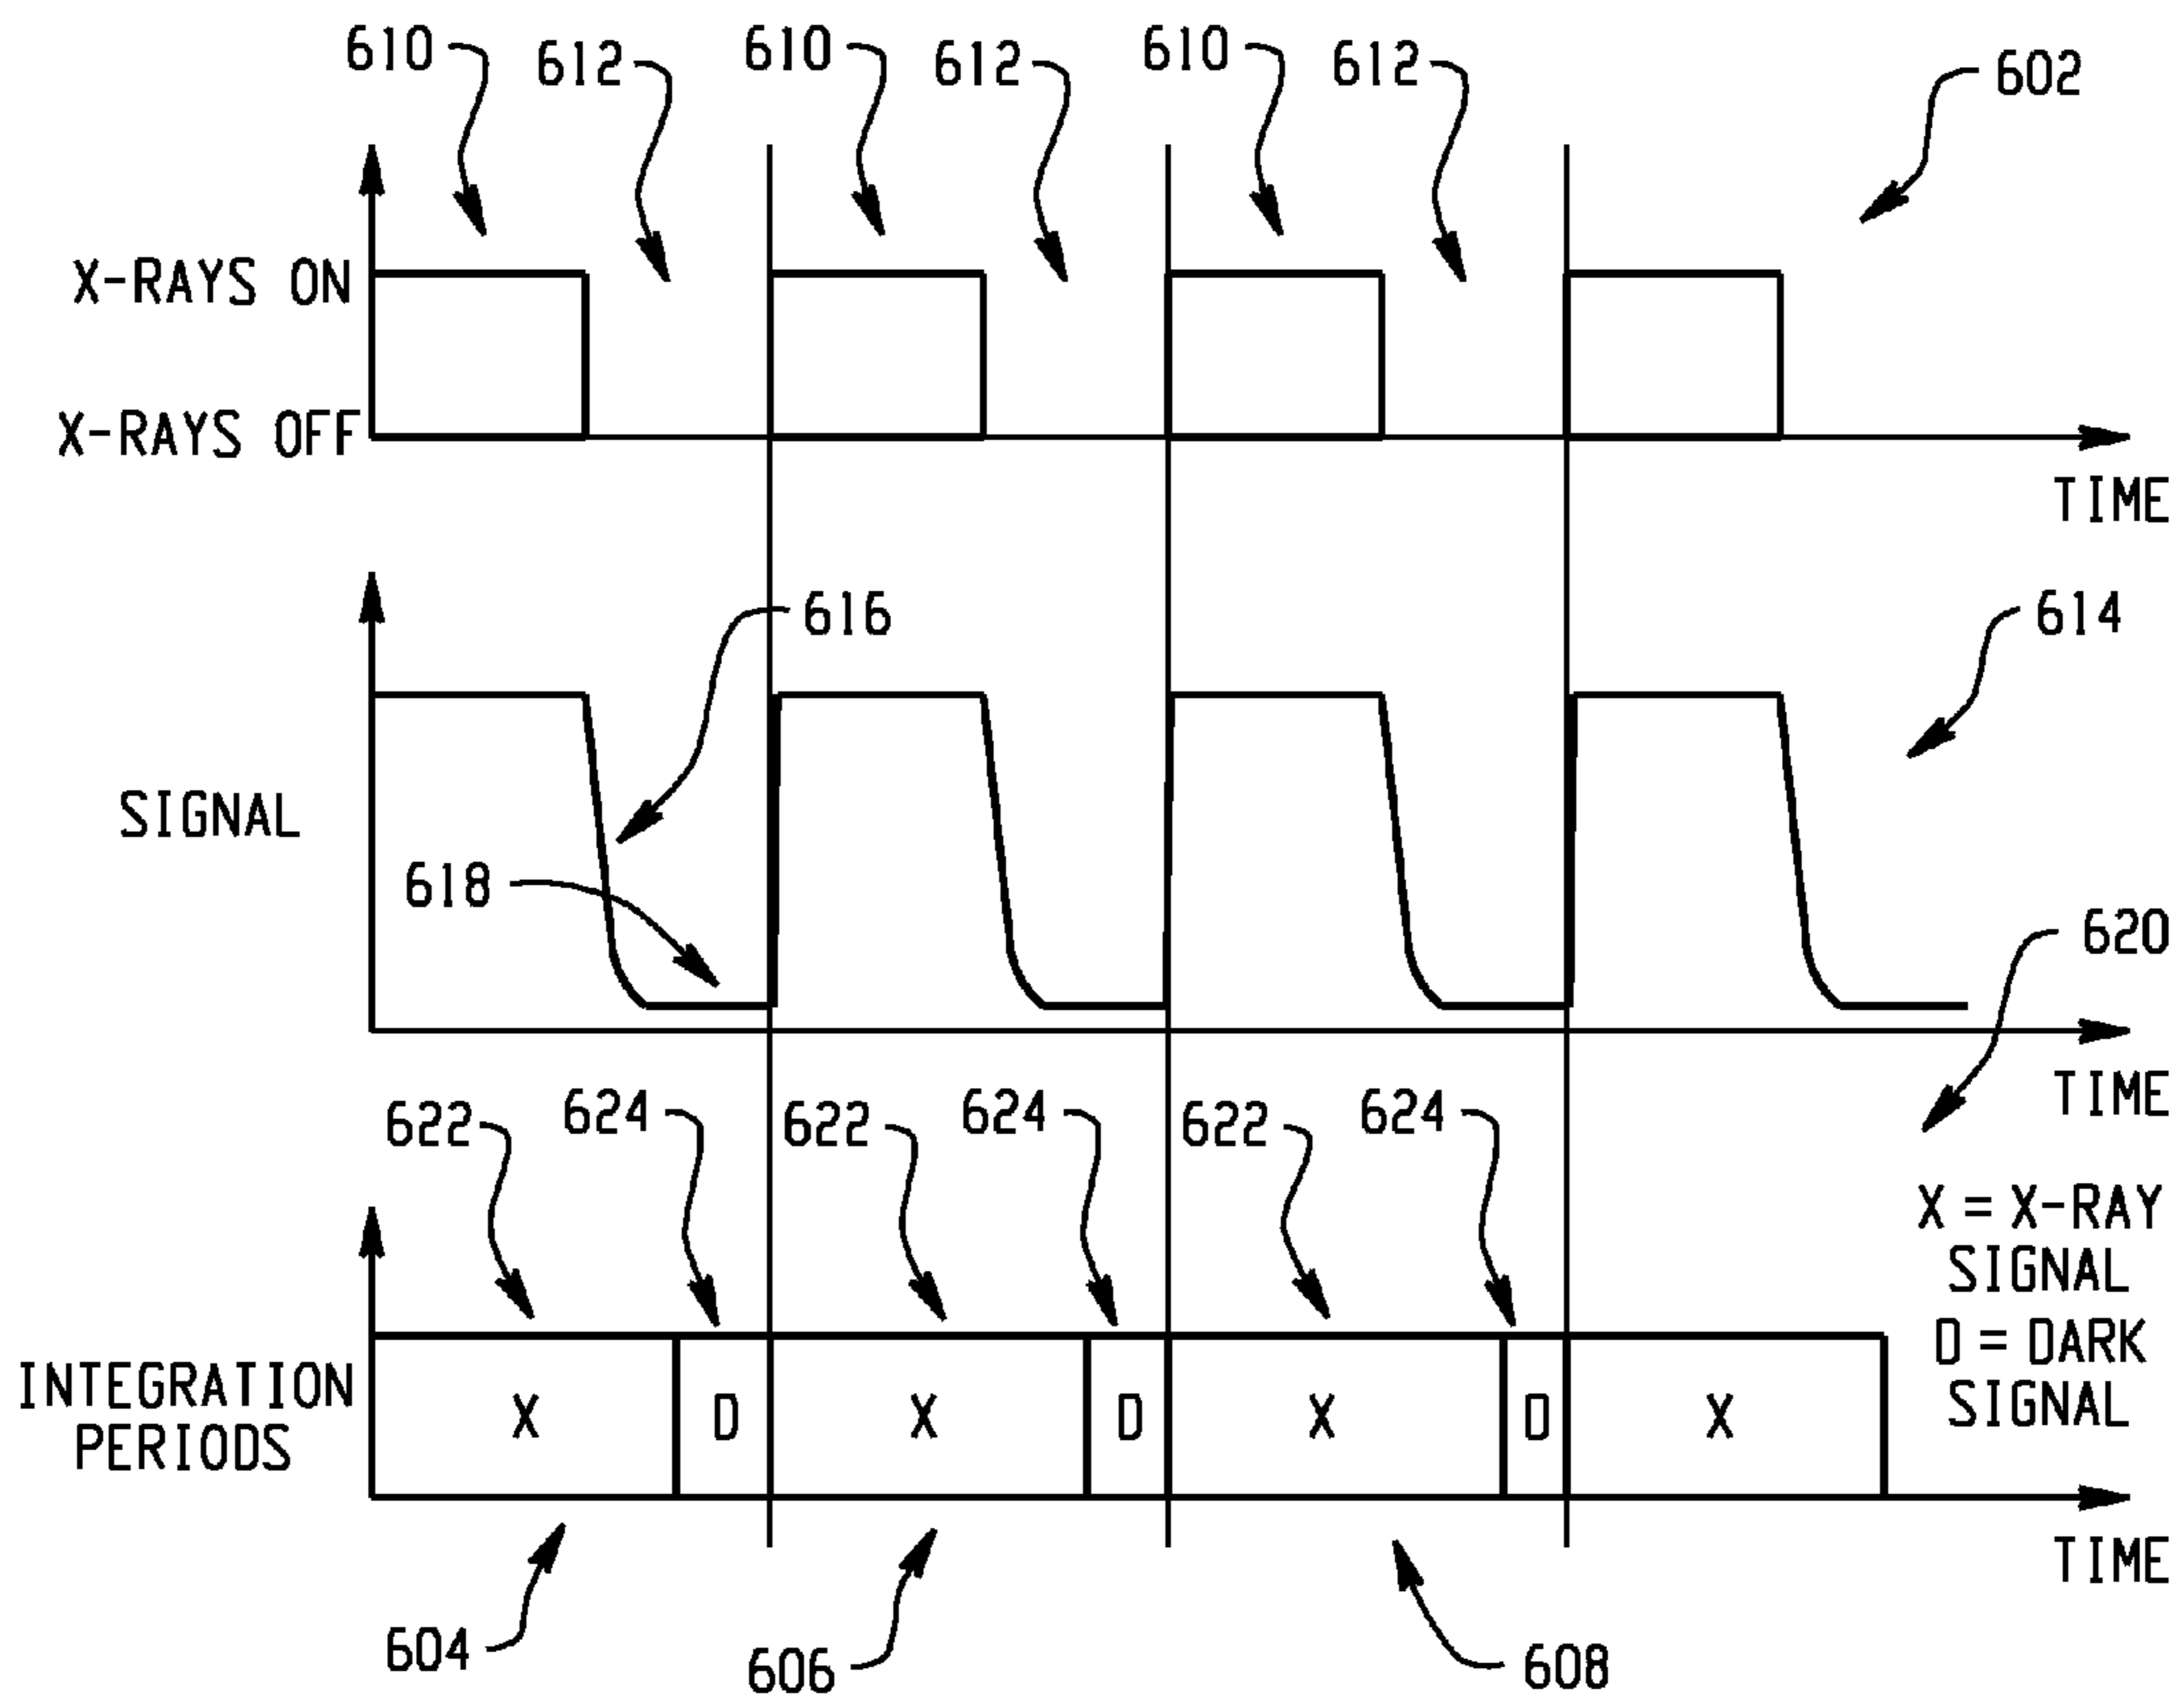 610
612
610
612
610
612
602
X-RAYS ON
X-RAYS OFF
TIME
616
614
SIGNAL
618
620
TIME
622
624
622
624
622
624
X = X-RAY
SIGNAL
D = DARK
SIGNAL
INTEGRATION
PERIODS
X
D
X
D
X
D
X
TIME
604
606
608